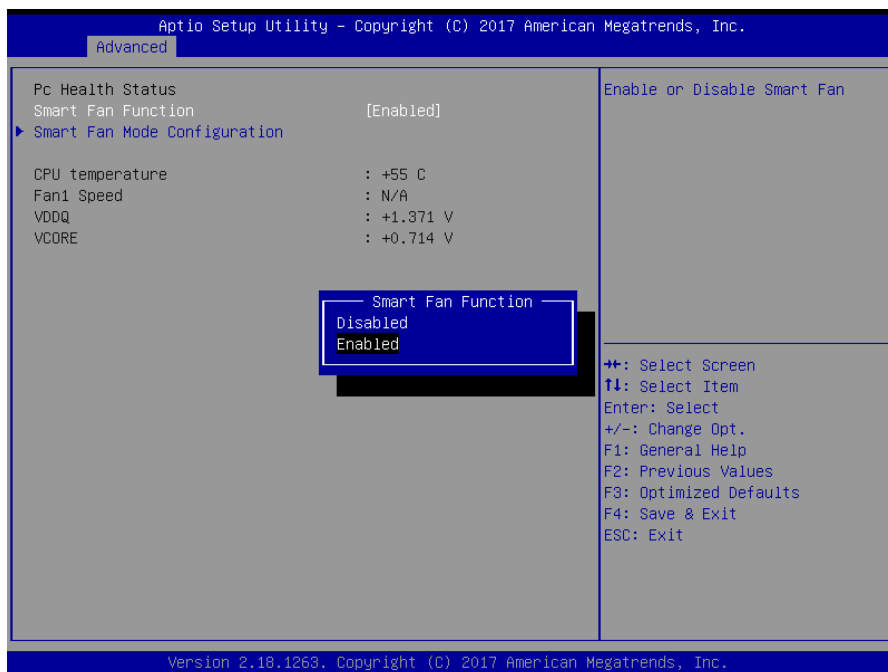 Aptio Setup Utility – Copyright (C) 2017 American Megatrends, Inc.
Advanced
Pc Health Status
Smart Fan Function [Enabled]
Smart Fan Mode Configuration
CPU temperature : +55 C
Fan1 Speed : N/A
VDDQ : +1.371 V
VCORE : +0.714 V
Smart Fan Function
Disabled
Enabled
Enable or Disable Smart Fan
→←: Select Screen
↑↓: Select Item
Enter: Select
+/-: Change Opt.
F1: General Help
F2: Previous Values
F3: Optimized Defaults
F4: Save & Exit
ESC: Exit
Version 2.18.1263. Copyright (C) 2017 American Megatrends, Inc.